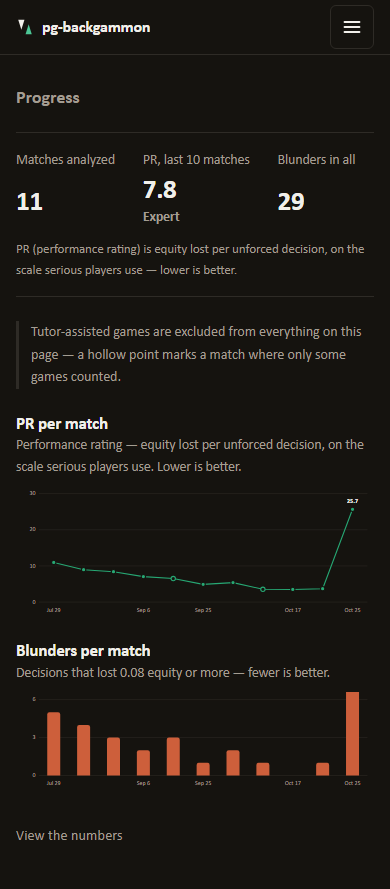 pg-backgammon
Progress
Matches analyzed
PR, last 10 matches
Blunders in all
11
7.8
Expert
29
PR (performance rating) is equity lost per unforced decision, on the
scale serious players use — lower is better.
Tutor-assisted games are excluded from everything on this
page — a hollow point marks a match where only some
games counted.
PR per match
Performance rating — equity lost per unforced decision, on the
scale serious players use. Lower is better.
30
25.7
20
10
0
Jul 29
Sep 6
Sep 25
Oct 17
Oct 25
Blunders per match
Decisions that lost 0.08 equity or more — fewer is better.
6
3
0
Jul 29
Sep 6
Sep 25
Oct 17
Oct 25
View the numbers